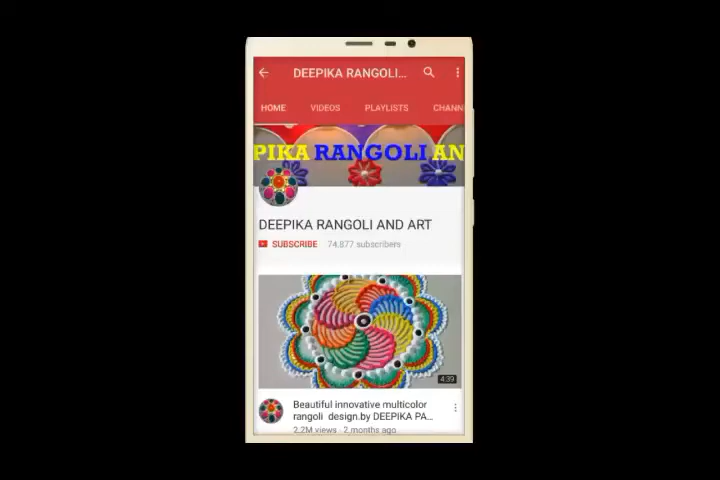 DEEPIKA RANGOLI...
HOME VIDEOS PLAYLISTS CHANN
PIKA RANGOLI AN
DEEPIKA RANGOLI AND ART
SUBSCRIBE 74,877 subscribers
4:39
Beautiful innovative multicolor
rangoli design.by DEEPIKA PA...
2.2M views · 2 months ago